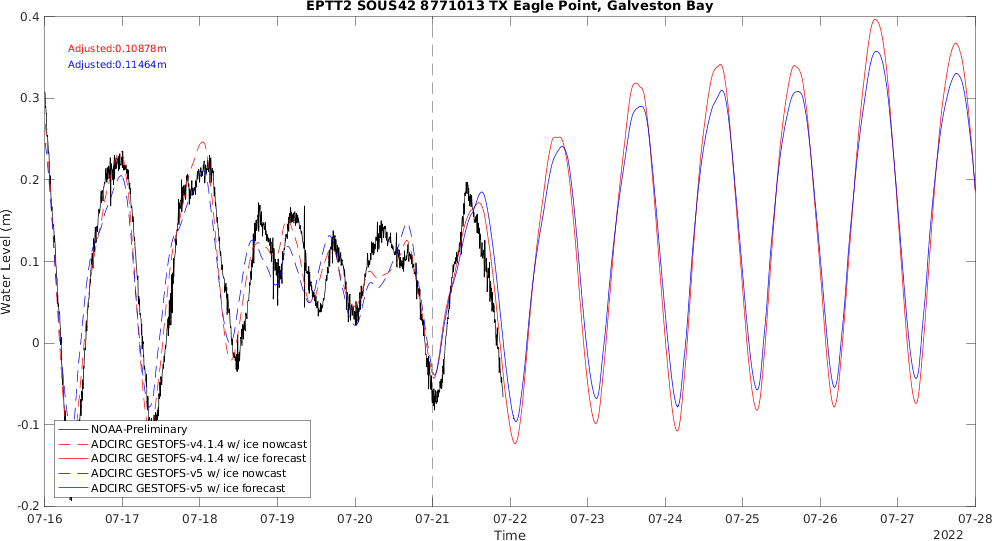 EPTT2 SOUS42 8771013 TX Eagle Point, Galveston Bay
Adjusted:0.10878m
Adjusted:0.11464m
0.4
0.3
0.2
0.1
0
-0.1
-0.2
Water Level (m)
NOAA-Preliminary
ADCIRC GESTOFS-v4.1.4 w/ ice nowcast
ADCIRC GESTOFS-v4.1.4 w/ ice forecast
ADCIRC GESTOFS-v5 w/ ice nowcast
ADCIRC GESTOFS-v5 w/ ice forecast
07-16 07-17 07-18 07-19 07-20 07-21 07-22 07-23 07-24 07-25 07-26 07-27 07-28
Time
2022